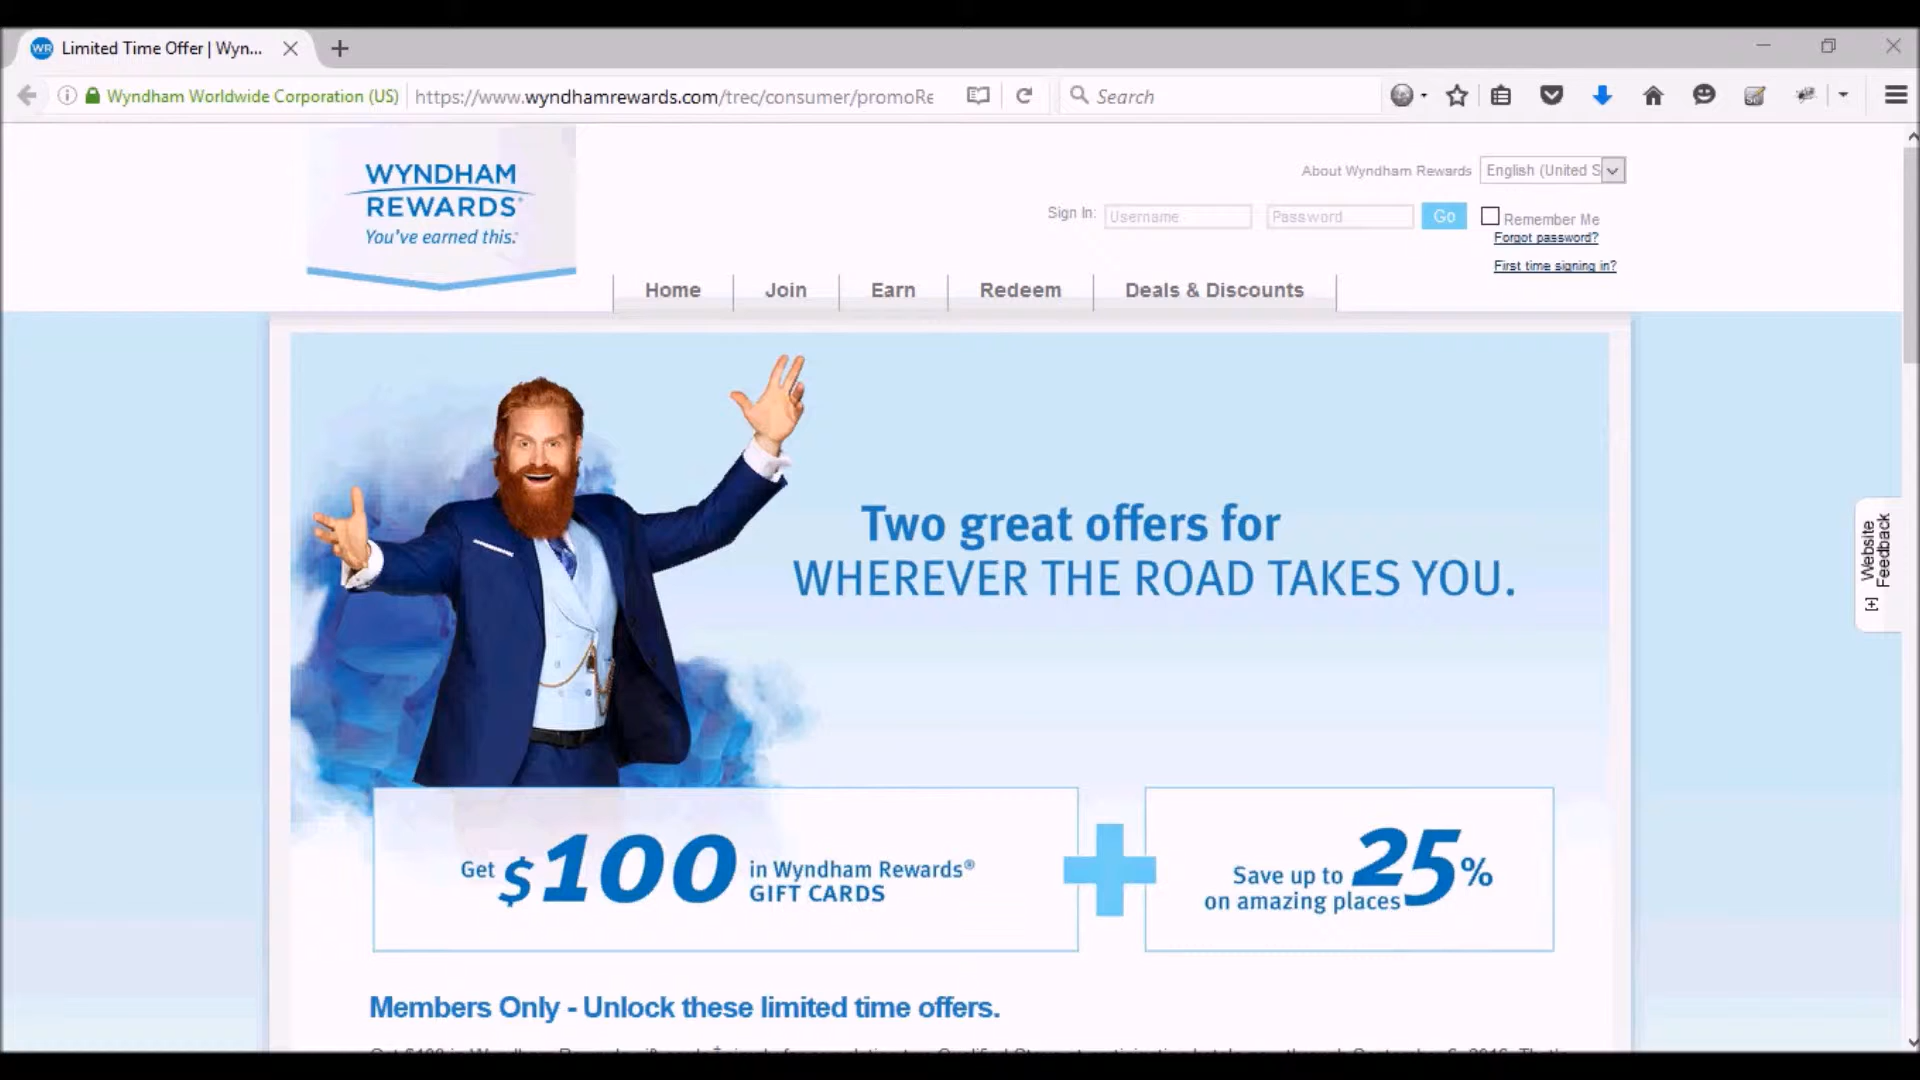 WR Limited Time Offer | Wyn...
Wyndham Worldwide Corporation (US) https://www.wyndhamrewards.com/trec/consumer/promoRe Search
WYNDHAM
REWARDS®
You've earned this.
About Wyndham Rewards English (United S
Sign In: Username Password Go Remember Me
Forgot password?
First time signing in?
Home Join Earn Redeem Deals & Discounts
Two great offers for
WHEREVER THE ROAD TAKES YOU.
[+] Website
Feedback
Get $100 in Wyndham Rewards®
GIFT CARDS
Save up to 25%
on amazing places
Members Only - Unlock these limited time offers.